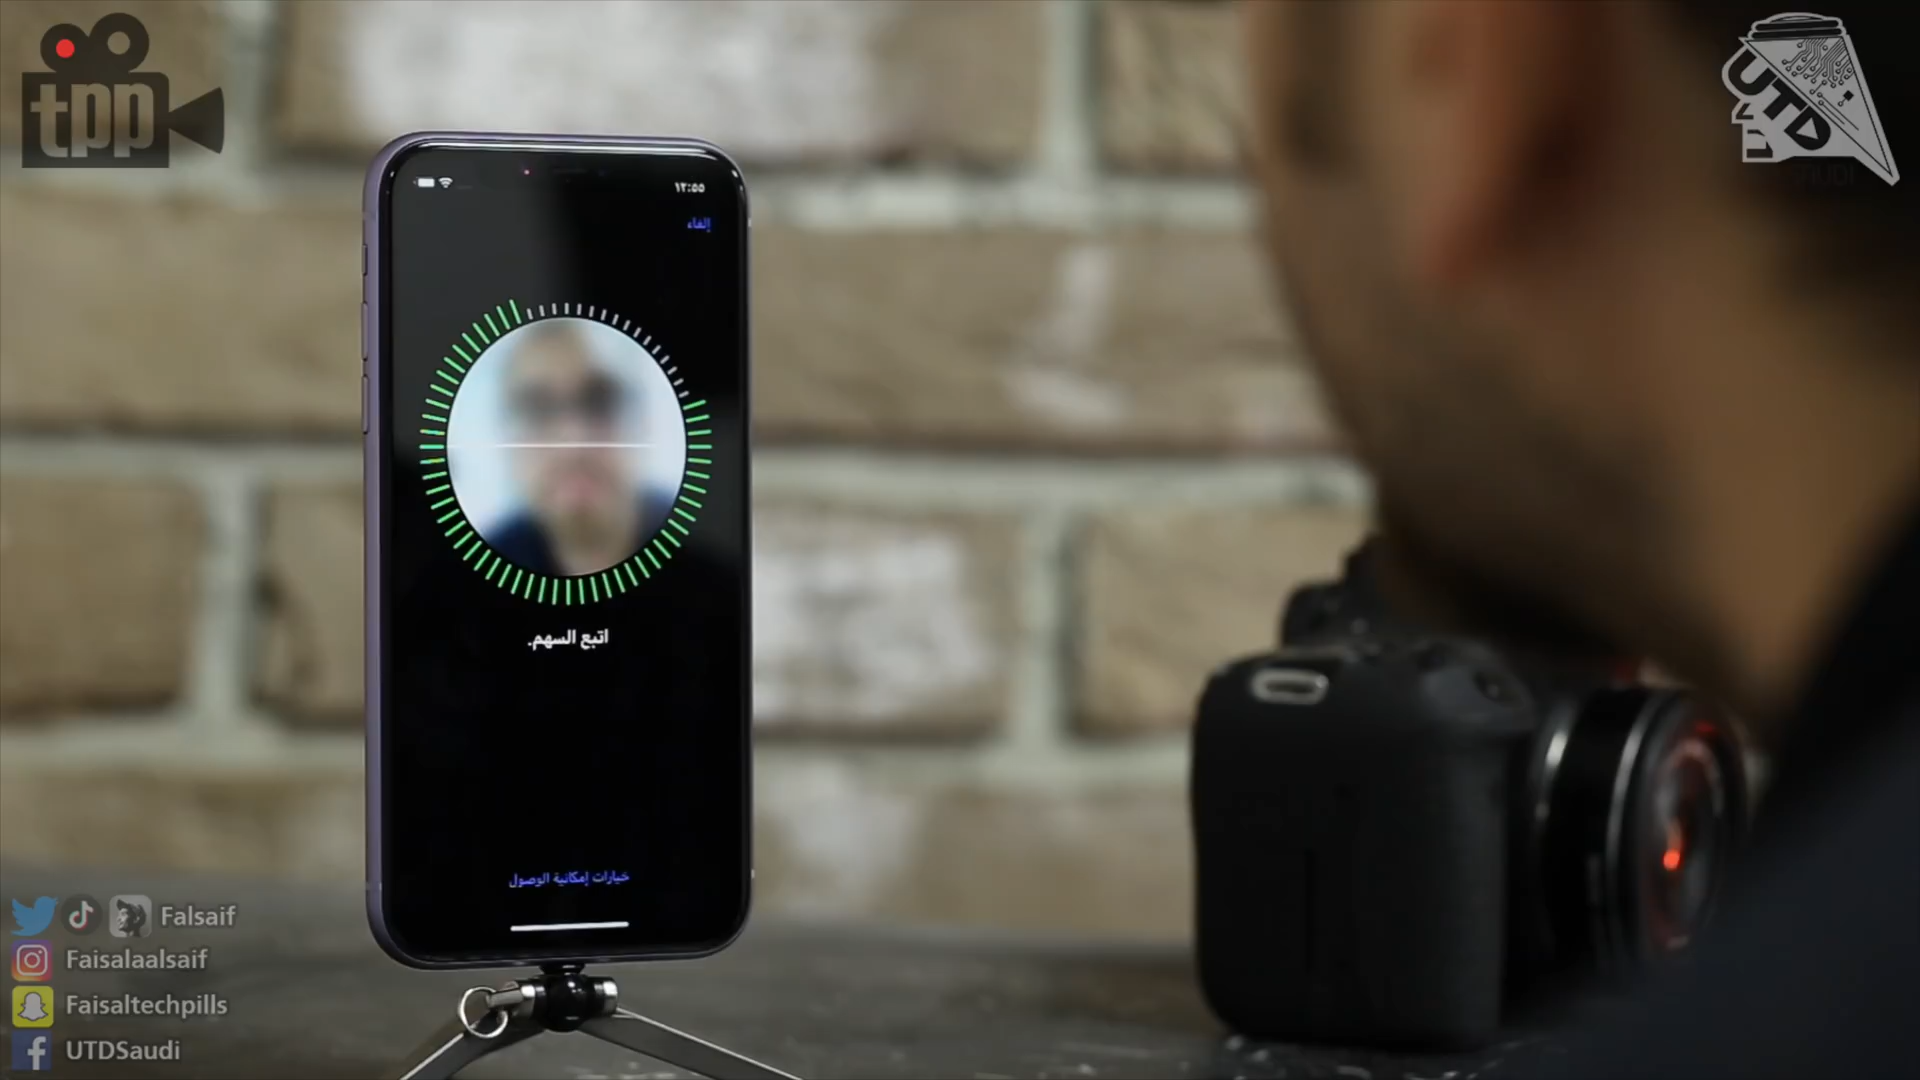 tpp
UTD
١٢:٥٥
إلغاء
اتبع السهم.
خيارات إمكانية الوصول
Falsaif
Faisalaalsaif
Faisaltechpills
UTDSaudi